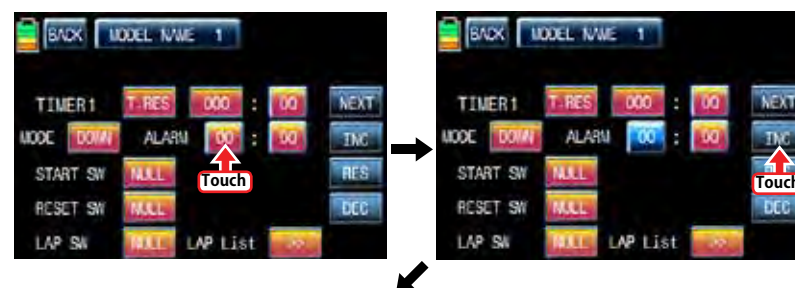 BACK MODEL NAME 1
TIMER1 T-RES 000 : 00 NEXT
MODE DOWN ALARM 00 : 00 INC
START SW NULL Touch RES
RESET SW NULL DEC
LAP SW NULL LAP List >>
BACK MODEL NAME 1
TIMER1 T-RES 000 : 00 NEXT
MODE DOWN ALARM 00 : 00 INC
START SW NULL Touch
RESET SW NULL DEC
LAP SW NULL LAP List >>